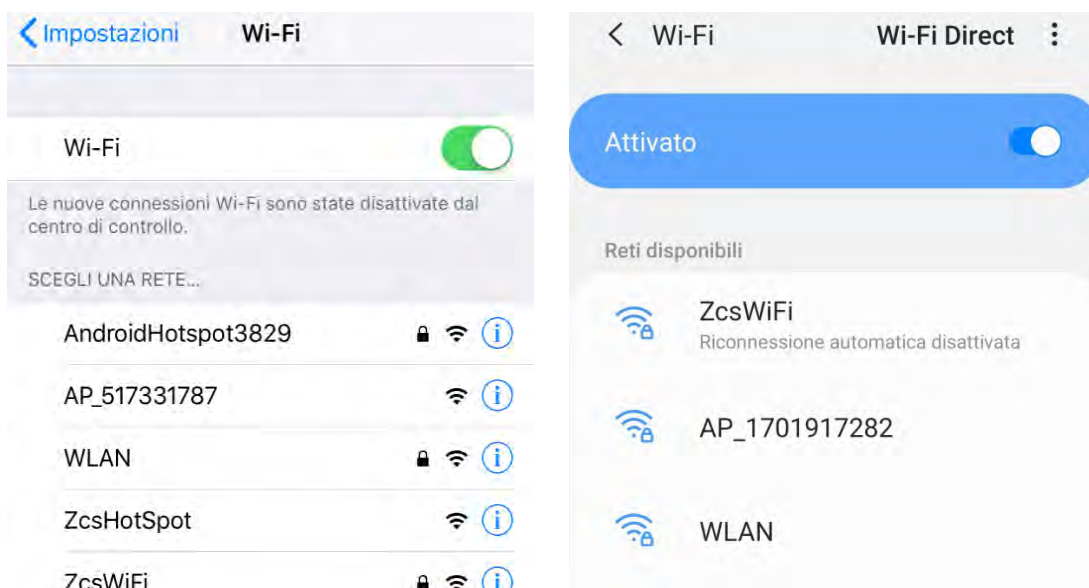 Impostazioni Wi-Fi
Wi-Fi
Le nuove connessioni Wi-Fi sono state disattivate dal
centro di controllo.
SCEGLI UNA RETE...
AndroidHotspot3829
AP_517331787
WLAN
ZcsHotSpot
ZcsWiFi
Wi-Fi Wi-Fi Direct
Attivato
Reti disponibili
ZcsWiFi
Riconnessione automatica disattivata
AP_1701917282
WLAN